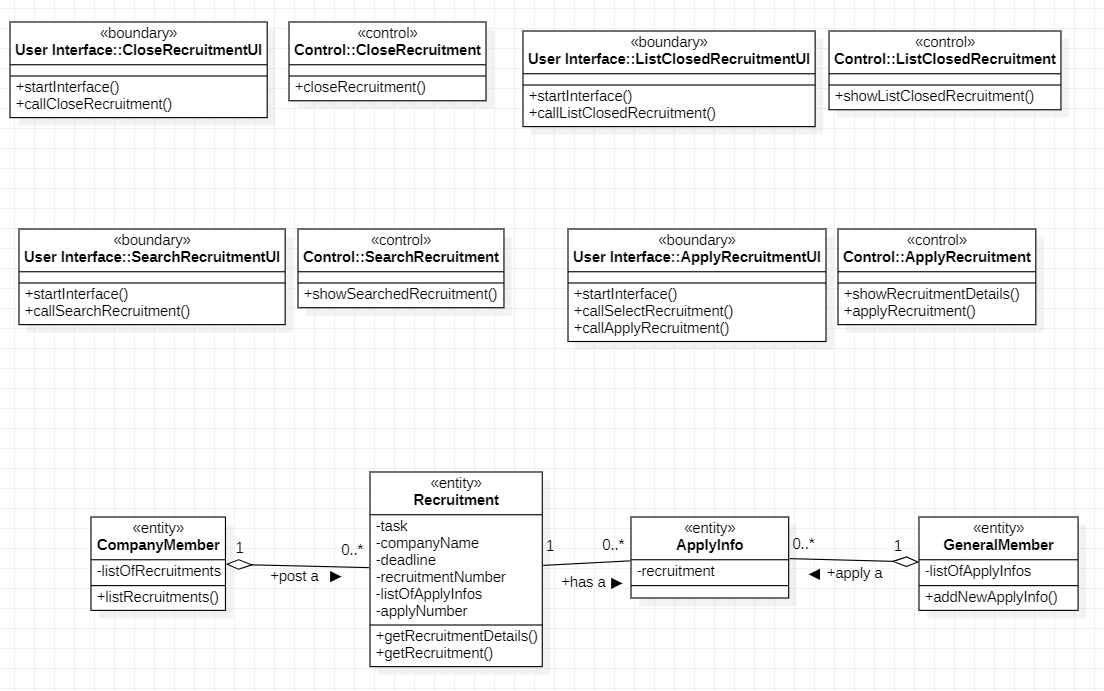 «boundary»
User Interface::CloseRecruitmentUI
+startInterface()
+callCloseRecruitment()
«control»
Control::CloseRecruitment
+closeRecruitment()
«boundary»
User Interface::ListClosedRecruitmentUI
+startInterface()
+callListClosedRecruitment()
«control»
Control::ListClosedRecruitment
+showListClosedRecruitment()
«boundary»
User Interface::SearchRecruitmentUI
+startInterface()
+callSearchRecruitment()
«control»
Control::SearchRecruitment
+showSearchedRecruitment()
«boundary»
User Interface::ApplyRecruitmentUI
+startInterface()
+callSelectRecruitment()
+callApplyRecruitment()
«control»
Control::ApplyRecruitment
+showRecruitmentDetails()
+applyRecruitment()
«entity»
CompanyMember
-listOfRecruitments
+listRecruitments()
1
0..*
+post a
«entity»
Recruitment
-task
-companyName
-deadline
-recruitmentNumber
-listOfApplyInfos
-applyNumber
+getRecruitmentDetails()
+getRecruitment()
1
0..*
+has a
«entity»
ApplyInfo
-recruitment
0..*
1
+apply a
«entity»
GeneralMember
-listOfApplyInfos
+addNewApplyInfo()